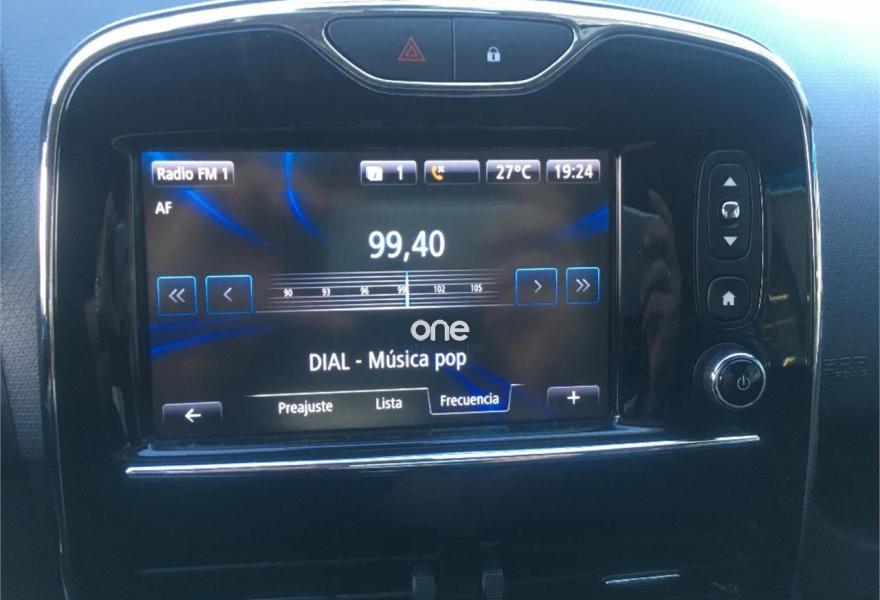 Radio FM 1
1
27°C
19:24
AF
99,40
90 93 96 99 102 105
one
DIAL - Música pop
Preajuste Lista Frecuencia